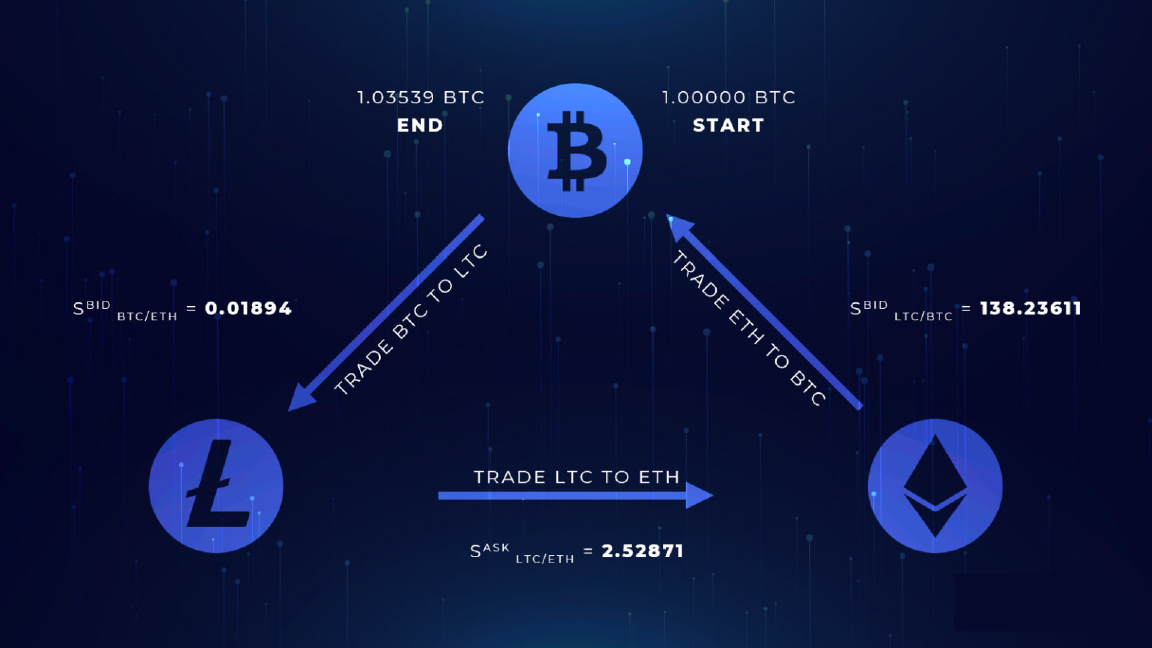 1.03539 BTC
END
1.00000 BTC
START
TRADE BTC TO LTC
TRADE ETH TO BTC
S^BID BTC/ETH = 0.01894
S^BID LTC/BTC = 138.23611
TRADE LTC TO ETH
S^ASK LTC/ETH = 2.52871